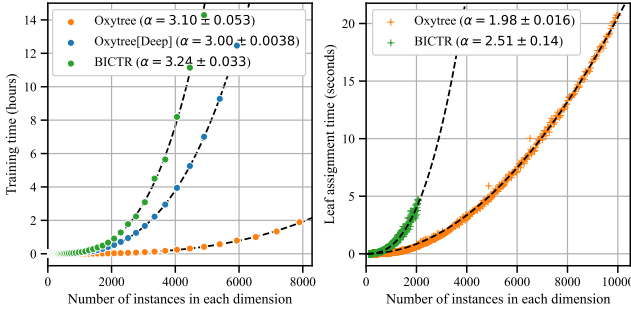 Oxytree (α = 3.10 ± 0.053)
Oxytree[Deep] (α = 3.00 ± 0.0038)
BICTR (α = 3.24 ± 0.033)
14
12
10
8
6
4
2
0
Training time (hours)
0 2000 4000 6000 8000
Number of instances in each dimension
Oxytree (α = 1.98 ± 0.016)
BICTR (α = 2.51 ± 0.14)
20
15
10
5
0
Leaf assignment time (seconds)
0 2000 4000 6000 8000 10000
Number of instances in each dimension